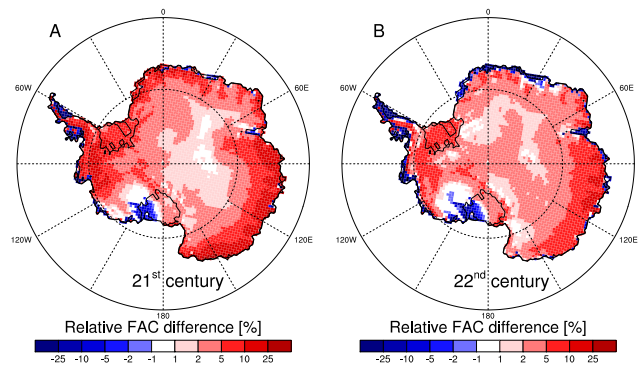 A
0
60W
60E
120W
120E
180
21st century
Relative FAC difference [%]
-25 -10 -5 -2 -1 1 2 5 10 25
B
0
60W
60E
120W
120E
180
22nd century
Relative FAC difference [%]
-25 -10 -5 -2 -1 1 2 5 10 25